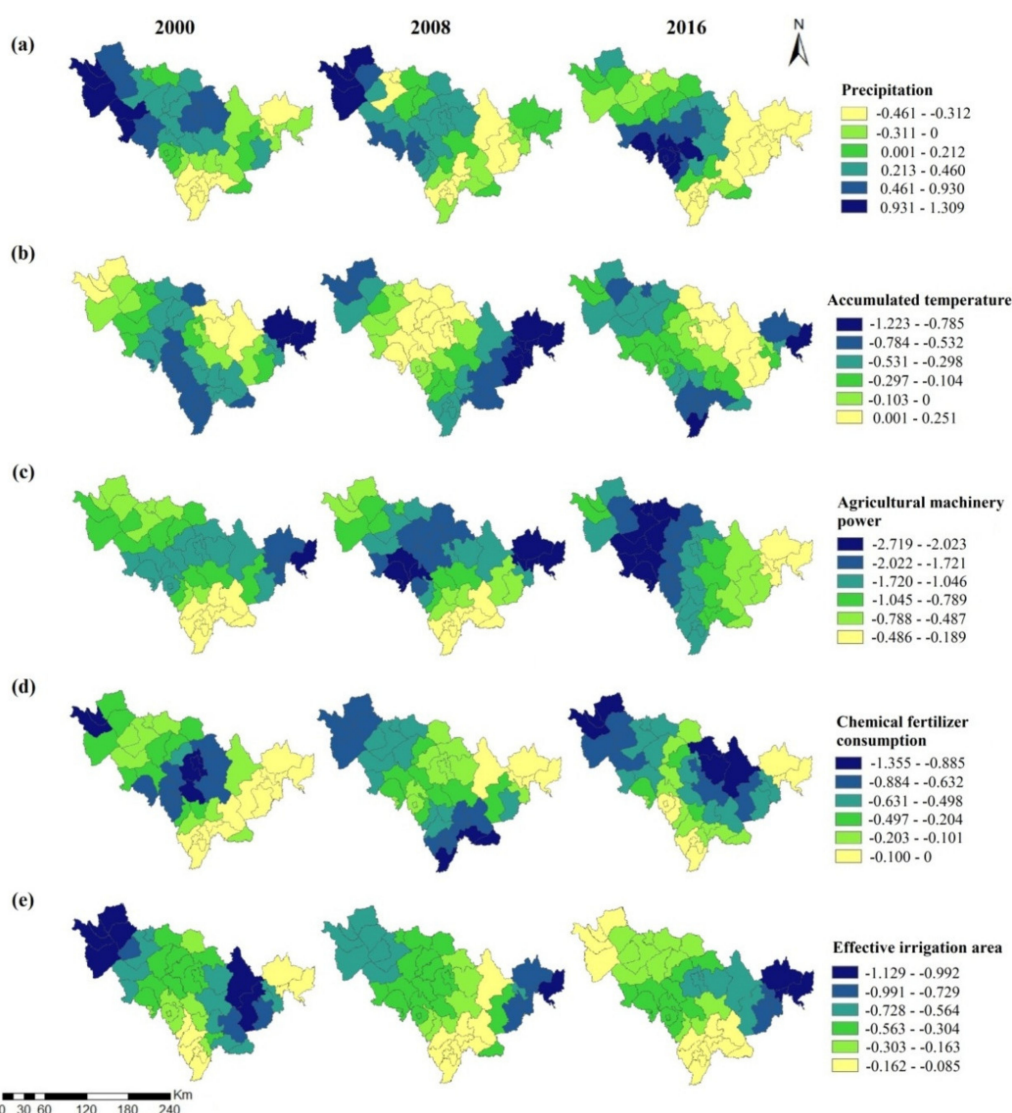 2000 2008 2016
N
(a)
Precipitation
-0.461 - -0.312
-0.311 - 0
0.001 - 0.212
0.213 - 0.460
0.461 - 0.930
0.931 - 1.309
(b)
Accumulated temperature
-1.223 - -0.785
-0.784 - -0.532
-0.531 - -0.298
-0.297 - -0.104
-0.103 - 0
0.001 - 0.251
(c)
Agricultural machinery
power
-2.719 - -2.023
-2.022 - -1.721
-1.720 - -1.046
-1.045 - -0.789
-0.788 - -0.487
-0.486 - -0.189
(d)
Chemical fertilizer
consumption
-1.355 - -0.885
-0.884 - -0.632
-0.631 - -0.498
-0.497 - -0.204
-0.203 - -0.101
-0.100 - 0
(e)
Effective irrigation area
-1.129 - -0.992
-0.991 - -0.729
-0.728 - -0.564
-0.563 - -0.304
-0.303 - -0.163
-0.162 - -0.085
Km
0 30 60 120 180 240